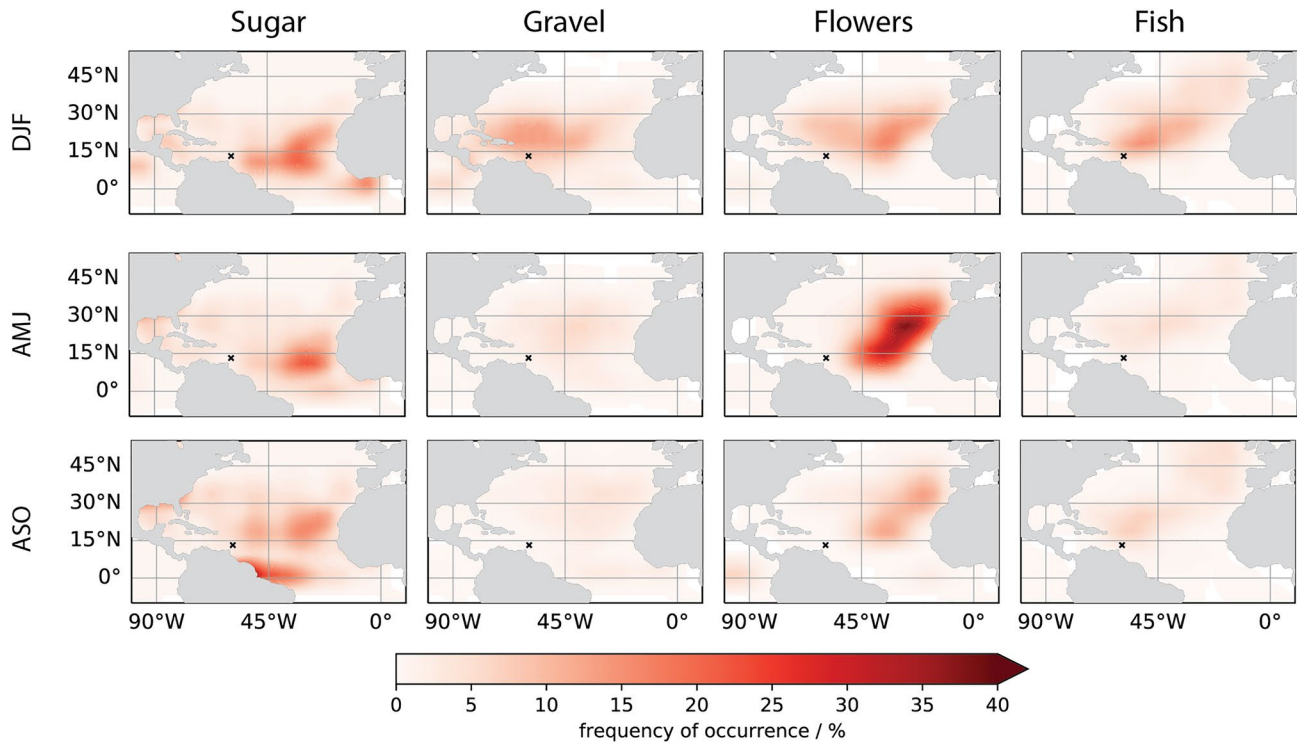 Sugar Gravel Flowers Fish
DJF
45°N
30°N
15°N
0°
AMJ
45°N
30°N
15°N
0°
ASO
45°N
30°N
15°N
0°
90°W 45°W 0° 90°W 45°W 0° 90°W 45°W 0° 90°W 45°W 0°
0 5 10 15 20 25 30 35 40
frequency of occurrence / %